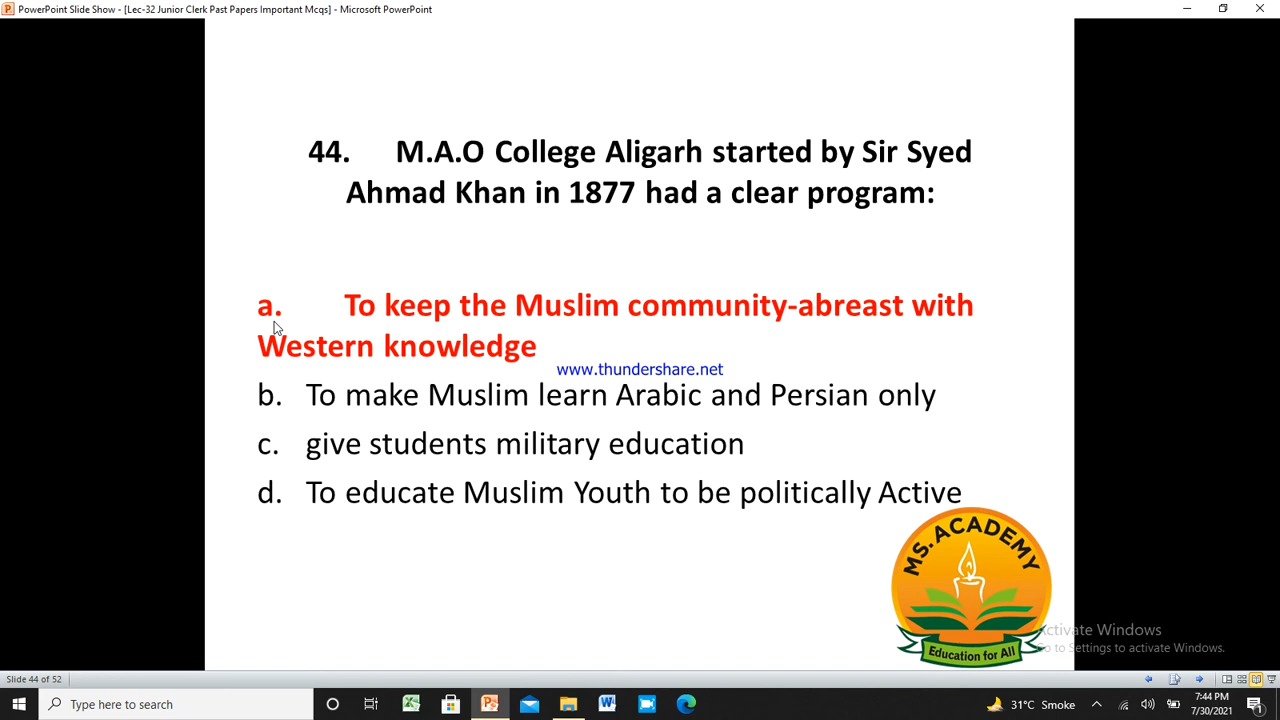 PowerPoint Slide Show - [Lec-32 Junior Clerk Past Papers Important Mcqs] - Microsoft PowerPoint
44. M.A.O College Aligarh started by Sir Syed
Ahmad Khan in 1877 had a clear program:
a. To keep the Muslim community-abreast with
Western knowledge
www.thundershare.net
b. To make Muslim learn Arabic and Persian only
c. give students military education
d. To educate Muslim Youth to be politically Active
MS.ACADEMY
Education for All
Activate Windows
Go to Settings to activate Windows.
Slide 44 of 52
Type here to search
31°C Smoke
7:44 PM
7/30/2021